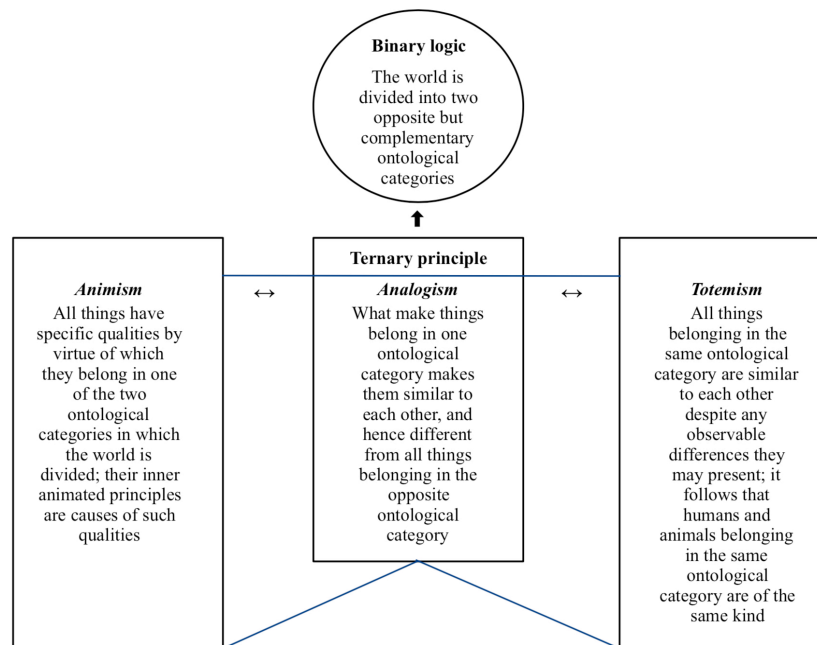 Binary logic
The world is
divided into two
opposite but
complementary
ontological
categories
Ternary principle
Animism
All things have
specific qualities by
virtue of which
they belong in one
of the two
ontological
categories in which
the world is
divided; their inner
animated principles
are causes of such
qualities
Analogism
What make things
belong in one
ontological
category makes
them similar to
each other, and
hence different
from all things
belonging in the
opposite
ontological
category
Totemism
All things
belonging in the
same ontological
category are similar
to each other
despite any
observable
differences they
may present; it
follows that
humans and
animals belonging
in the same
ontological
category are of the
same kind